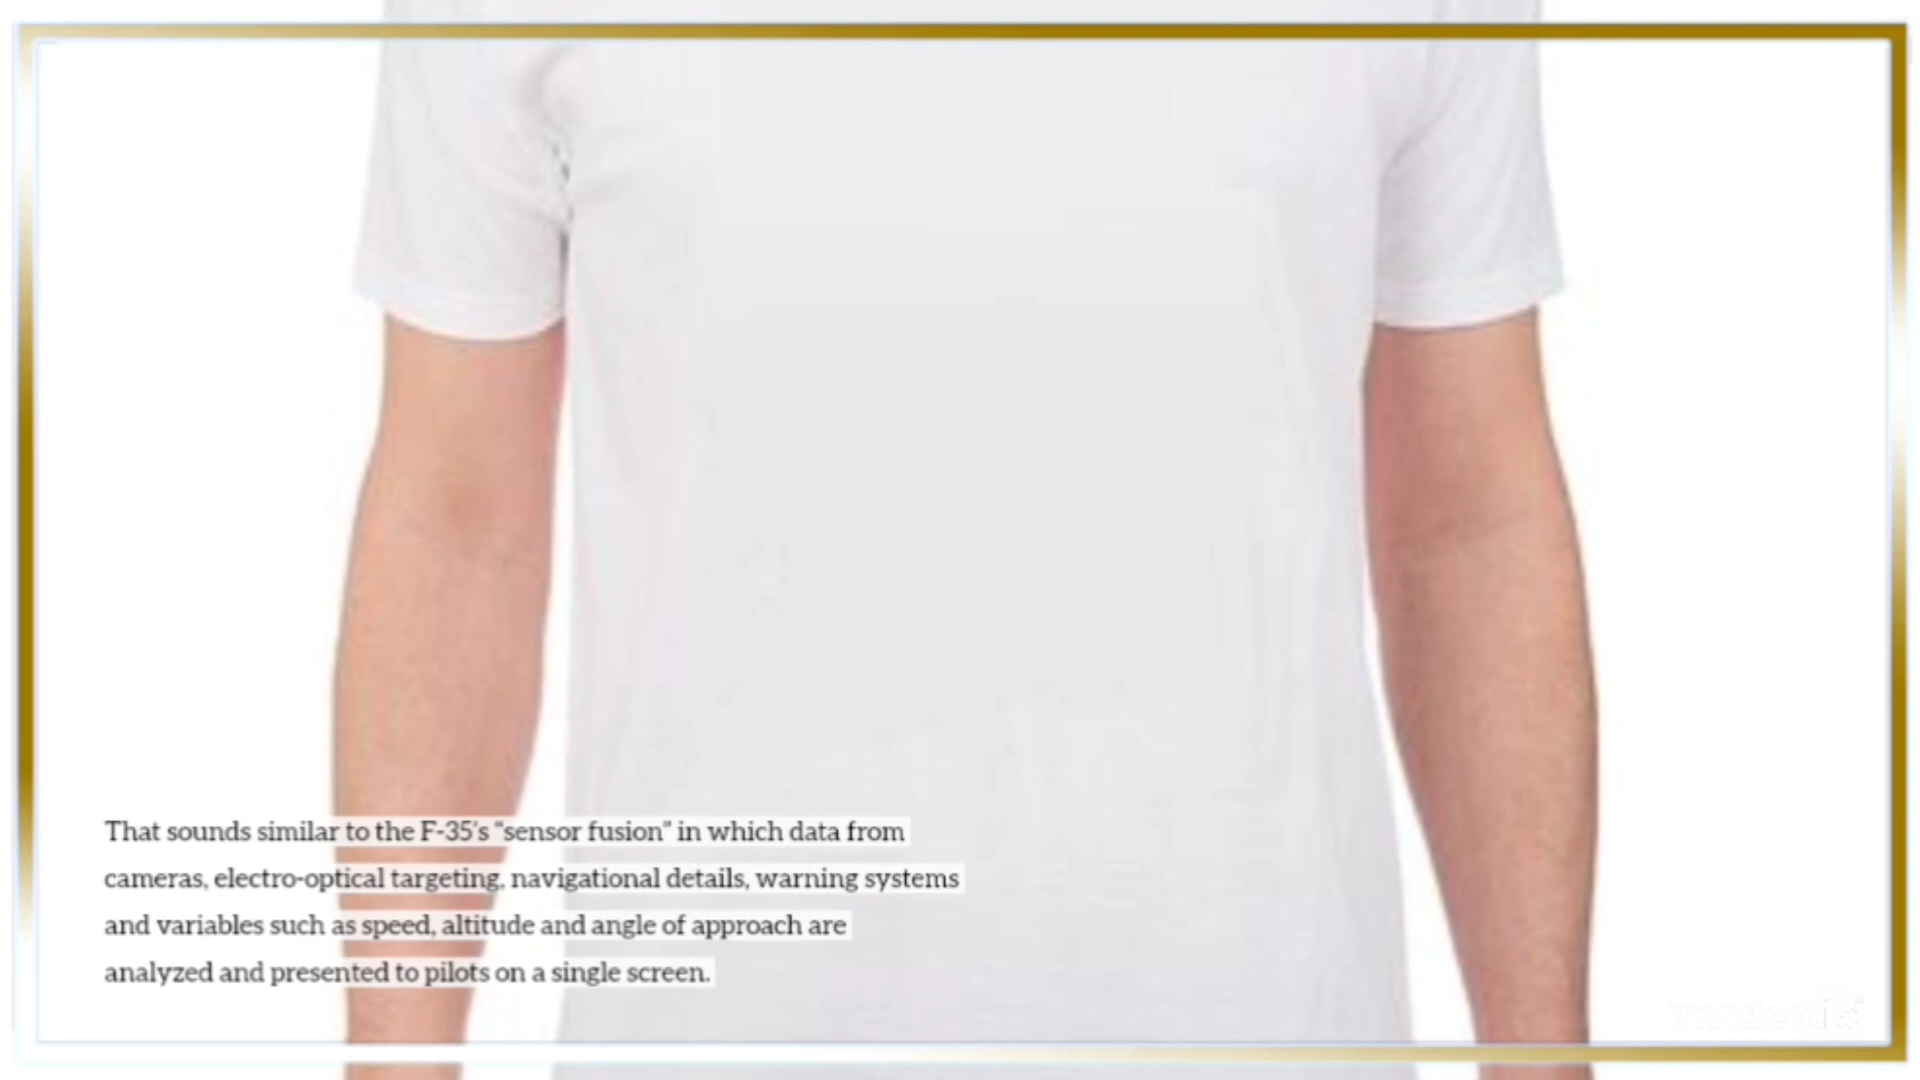 That sounds similar to the F-35's “sensor fusion” in which data from
cameras, electro-optical targeting, navigational details, warning systems
and variables such as speed, altitude and angle of approach are
analyzed and presented to pilots on a single screen.